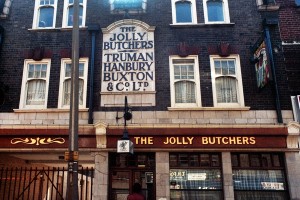 THE
JOLLY
BUTCHERS
TRUMAN
HANBURY
BUXTON
& CO. LTD
THE JOLLY BUTCHERS